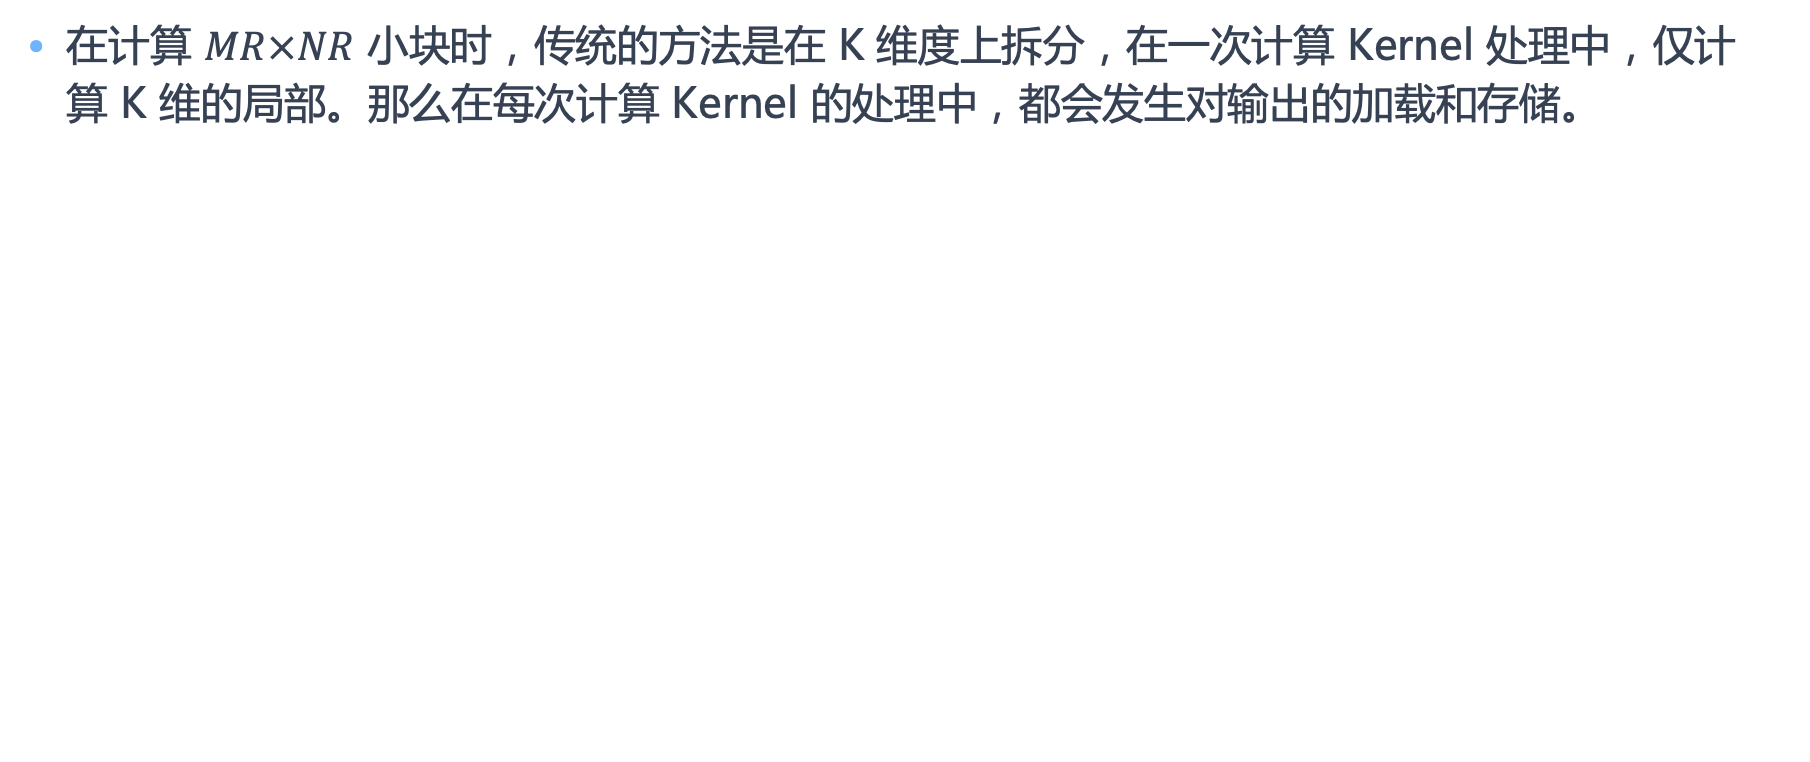 • 在计算 MR×NR 小块时，传统的方法是在 K 维度上拆分，在一次计算 Kernel 处理中，仅计
算 K 维的局部。那么在每次计算 Kernel 的处理中，都会发生对输出的加载和存储。